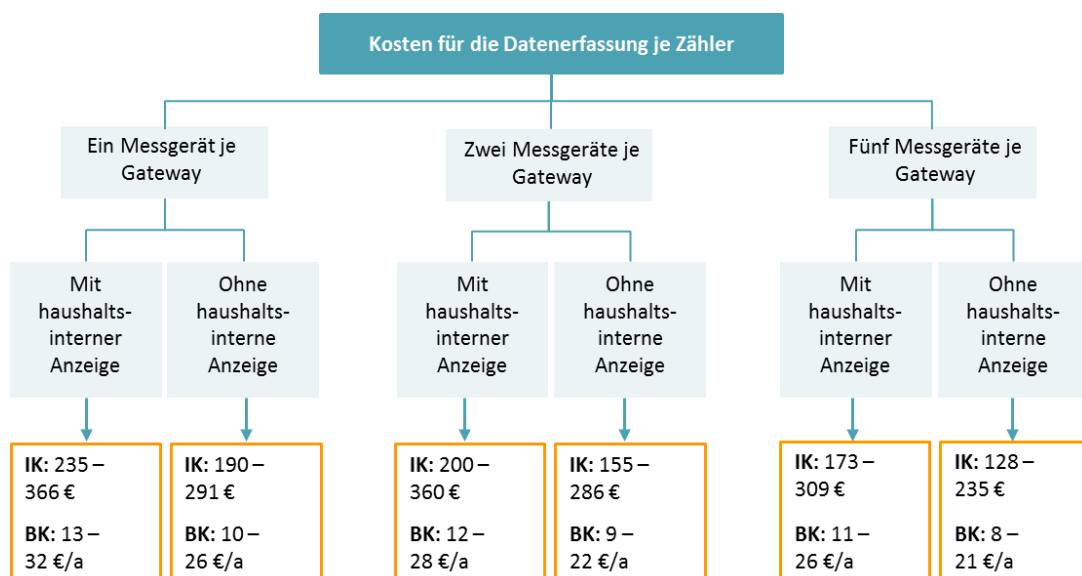 Kosten für die Datenerfassung je Zähler
Ein Messgerät je
Gateway
Zwei Messgeräte je
Gateway
Fünf Messgeräte je
Gateway
Mit
haushalts-
interner
Anzeige
Ohne
haushalts-
interne
Anzeige
Mit
haushalts-
interner
Anzeige
Ohne
haushalts-
interne
Anzeige
Mit
haushalts-
interner
Anzeige
Ohne
haushalts-
interne
Anzeige
IK: 235 –
366 €
BK: 13 –
32 €/a
IK: 190 –
291 €
BK: 10 –
26 €/a
IK: 200 –
360 €
BK: 12 –
28 €/a
IK: 155 –
286 €
BK: 9 –
22 €/a
IK: 173 –
309 €
BK: 11 –
26 €/a
IK: 128 –
235 €
BK: 8 –
21 €/a